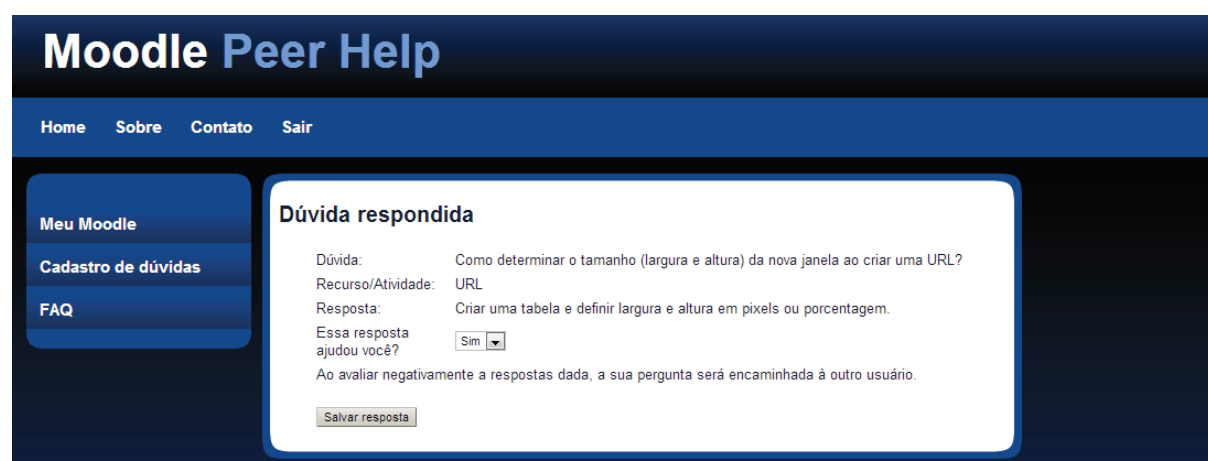 Moodle Peer Help
Home Sobre Contato Sair
Meu Moodle
Cadastro de dúvidas
FAQ
Dúvida respondida
Dúvida: Como determinar o tamanho (largura e altura) da nova janela ao criar uma URL?
Recurso/Atividade: URL
Resposta: Criar uma tabela e definir largura e altura em pixels ou porcentagem.
Essa resposta
ajudou você? Sim
Ao avaliar negativamente a respostas dada, a sua pergunta será encaminhada à outro usuário.
Salvar resposta